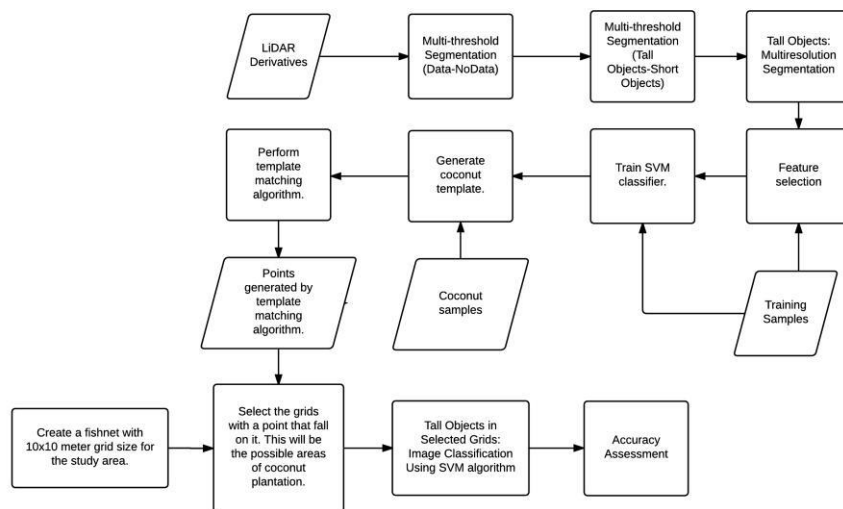 LiDAR
Derivatives
Multi-threshold
Segmentation
(Data-NoData)
Multi-threshold
Segmentation
(Tall
Objects-Short
Objects)
Tall Objects:
Multiresolution
Segmentation
Perform
template
matching
algorithm.
Generate
coconut
template.
Train SVM
classifier.
Feature
selection
Points
generated by
template
matching
algorithm.
Coconut
samples
Training
Samples
Create a fishnet with
10x10 meter grid size for
the study area.
Select the grids
with a point that fall
on it. This will be
the possible areas
of coconut
plantation.
Tall Objects in
Selected Grids:
Image Classification
Using SVM algorithm
Accuracy
Assessment